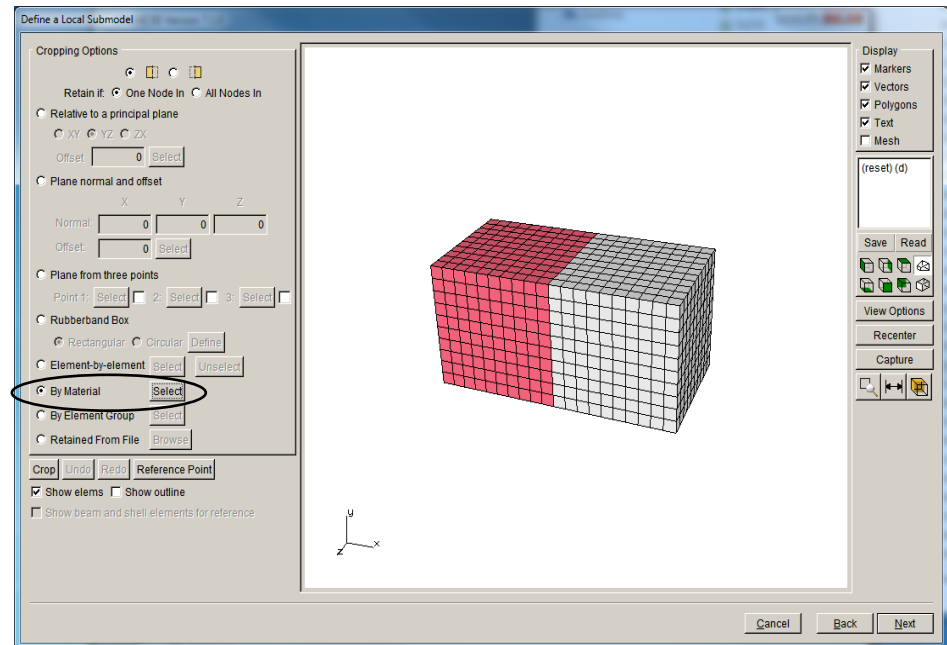 Define a Local Submodel
Cropping Options
Retain if: One Node In All Nodes In
Relative to a principal plane
XY YZ ZX
Offset 0 Select
Plane normal and offset
X Y Z
Normal: 0 0 0
Offset: 0 Select
Plane from three points
Point 1: Select 2: Select 3: Select
Rubberband Box
Rectangular Circular Define
Element-by-element Select Unselect
By Material Select
By Element Group Select
Retained From File Browse
Crop Undo Redo Reference Point
Show elems Show outline
Show beam and shell elements for reference
y
z x
Display
Markers
Vectors
Polygons
Text
Mesh
(reset) (d)
Save Read
View Options
Recenter
Capture
Cancel Back Next